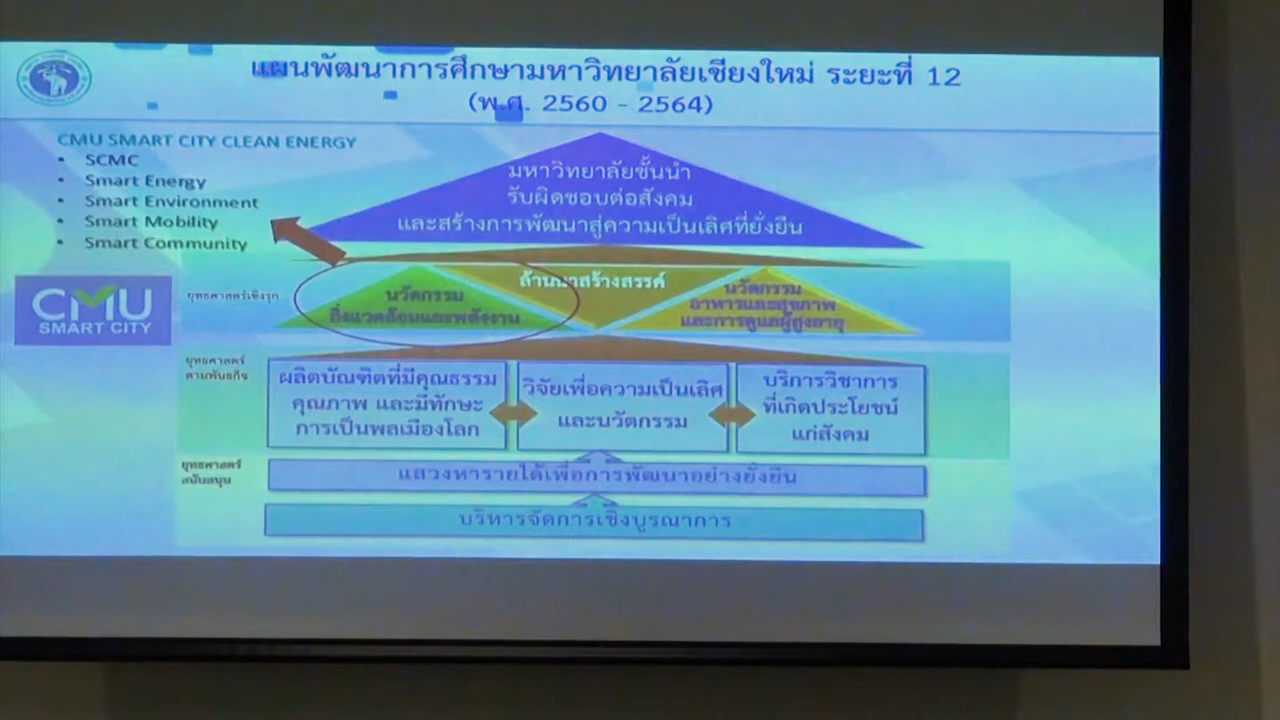 แผนพัฒนาการศึกษามหาวิทยาลัยเชียงใหม่ ระยะที่ 12
(พ.ศ. 2560 - 2564)
CMU SMART CITY CLEAN ENERGY
• SCMC
• Smart Energy
• Smart Environment
• Smart Mobility
• Smart Community
มหาวิทยาลัยชั้นนำ
รับผิดชอบต่อสังคม
และสร้างการพัฒนาสู่ความเป็นเลิศที่ยั่งยืน
CMU
SMART CITY
ยุทธศาสตร์เชิงรุก
นวัตกรรม
สิ่งแวดล้อมและพลังงาน
ล้านนาสร้างสรรค์
นวัตกรรม
อาหารและสุขภาพ
และการดูแลผู้สูงอายุ
ยุทธศาสตร์
ตามพันธกิจ
ผลิตบัณฑิตที่มีคุณธรรม
คุณภาพ และมีทักษะ
การเป็นพลเมืองโลก
วิจัยเพื่อความเป็นเลิศ
และนวัตกรรม
บริการวิชาการ
ที่เกิดประโยชน์
แก่สังคม
ยุทธศาสตร์
สนับสนุน
แสวงหารายได้เพื่อการพัฒนาอย่างยั่งยืน
บริหารจัดการเชิงบูรณาการ